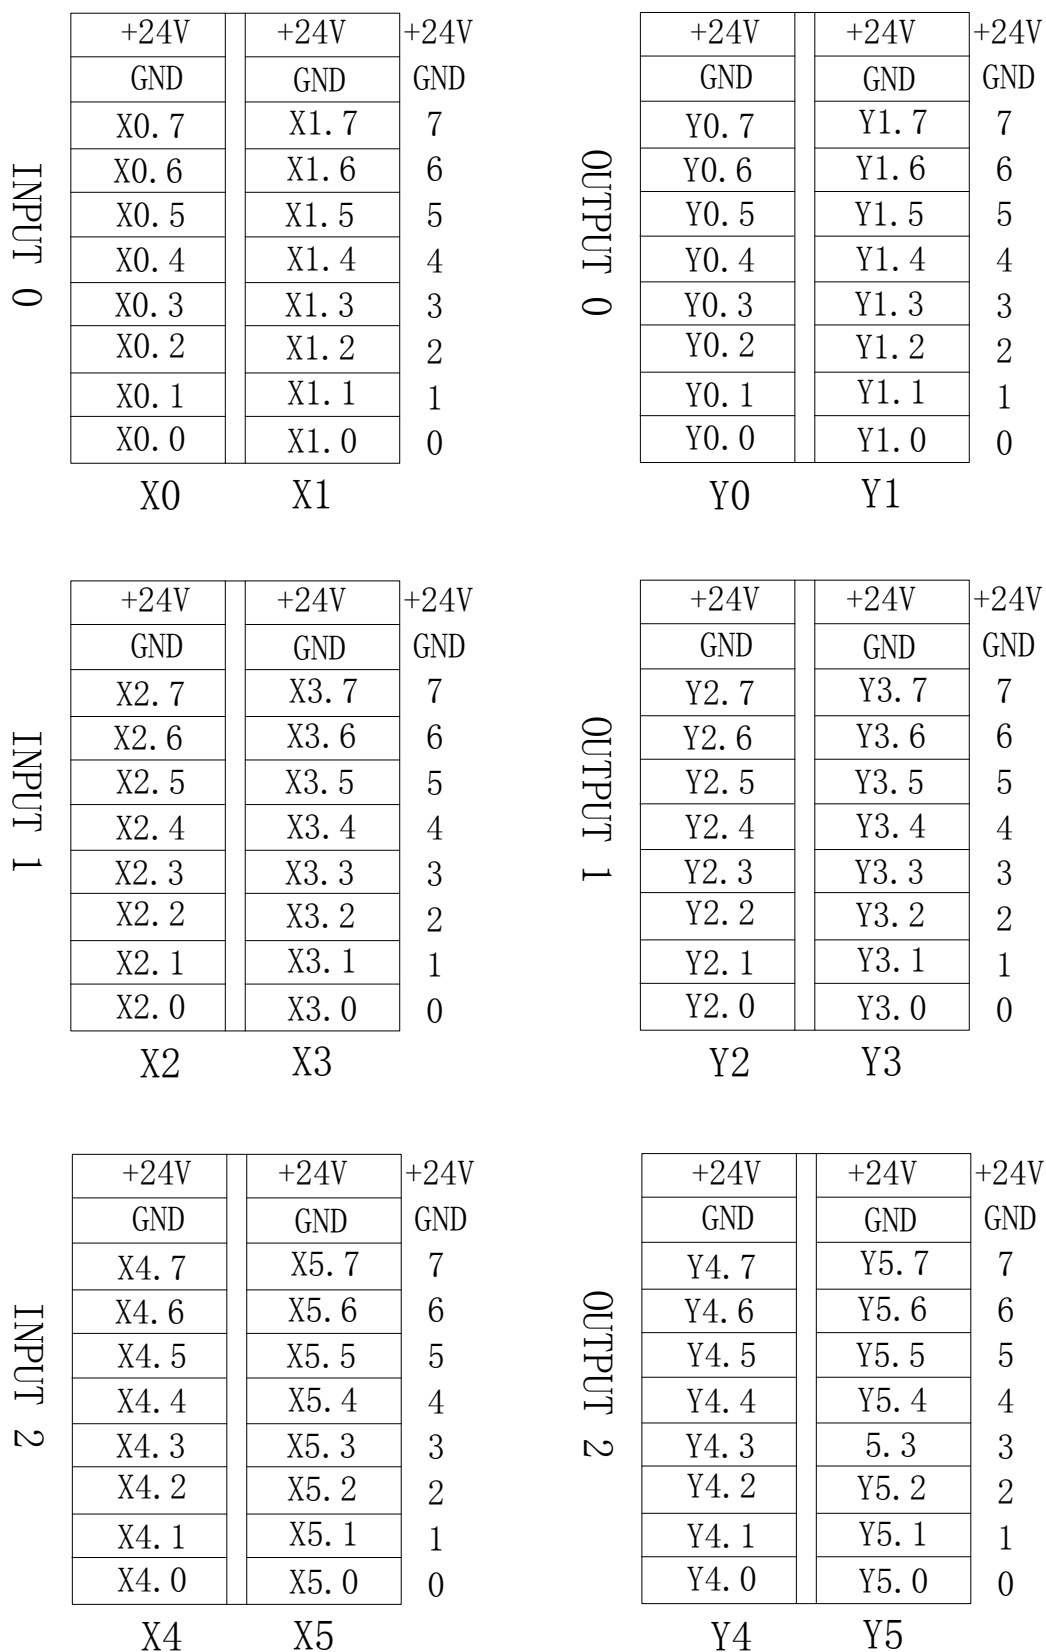 INPUT 0
+24V +24V +24V
GND GND GND
X0.7 X1.7 7
X0.6 X1.6 6
X0.5 X1.5 5
X0.4 X1.4 4
X0.3 X1.3 3
X0.2 X1.2 2
X0.1 X1.1 1
X0.0 X1.0 0
X0 X1
OUTPUT 0
+24V +24V +24V
GND GND GND
Y0.7 Y1.7 7
Y0.6 Y1.6 6
Y0.5 Y1.5 5
Y0.4 Y1.4 4
Y0.3 Y1.3 3
Y0.2 Y1.2 2
Y0.1 Y1.1 1
Y0.0 Y1.0 0
Y0 Y1
INPUT 1
+24V +24V +24V
GND GND GND
X2.7 X3.7 7
X2.6 X3.6 6
X2.5 X3.5 5
X2.4 X3.4 4
X2.3 X3.3 3
X2.2 X3.2 2
X2.1 X3.1 1
X2.0 X3.0 0
X2 X3
OUTPUT 1
+24V +24V +24V
GND GND GND
Y2.7 Y3.7 7
Y2.6 Y3.6 6
Y2.5 Y3.5 5
Y2.4 Y3.4 4
Y2.3 Y3.3 3
Y2.2 Y3.2 2
Y2.1 Y3.1 1
Y2.0 Y3.0 0
Y2 Y3
INPUT 2
+24V +24V +24V
GND GND GND
X4.7 X5.7 7
X4.6 X5.6 6
X4.5 X5.5 5
X4.4 X5.4 4
X4.3 X5.3 3
X4.2 X5.2 2
X4.1 X5.1 1
X4.0 X5.0 0
X4 X5
OUTPUT 2
+24V +24V +24V
GND GND GND
Y4.7 Y5.7 7
Y4.6 Y5.6 6
Y4.5 Y5.5 5
Y4.4 Y5.4 4
Y4.3 5.3 3
Y4.2 Y5.2 2
Y4.1 Y5.1 1
Y4.0 Y5.0 0
Y4 Y5